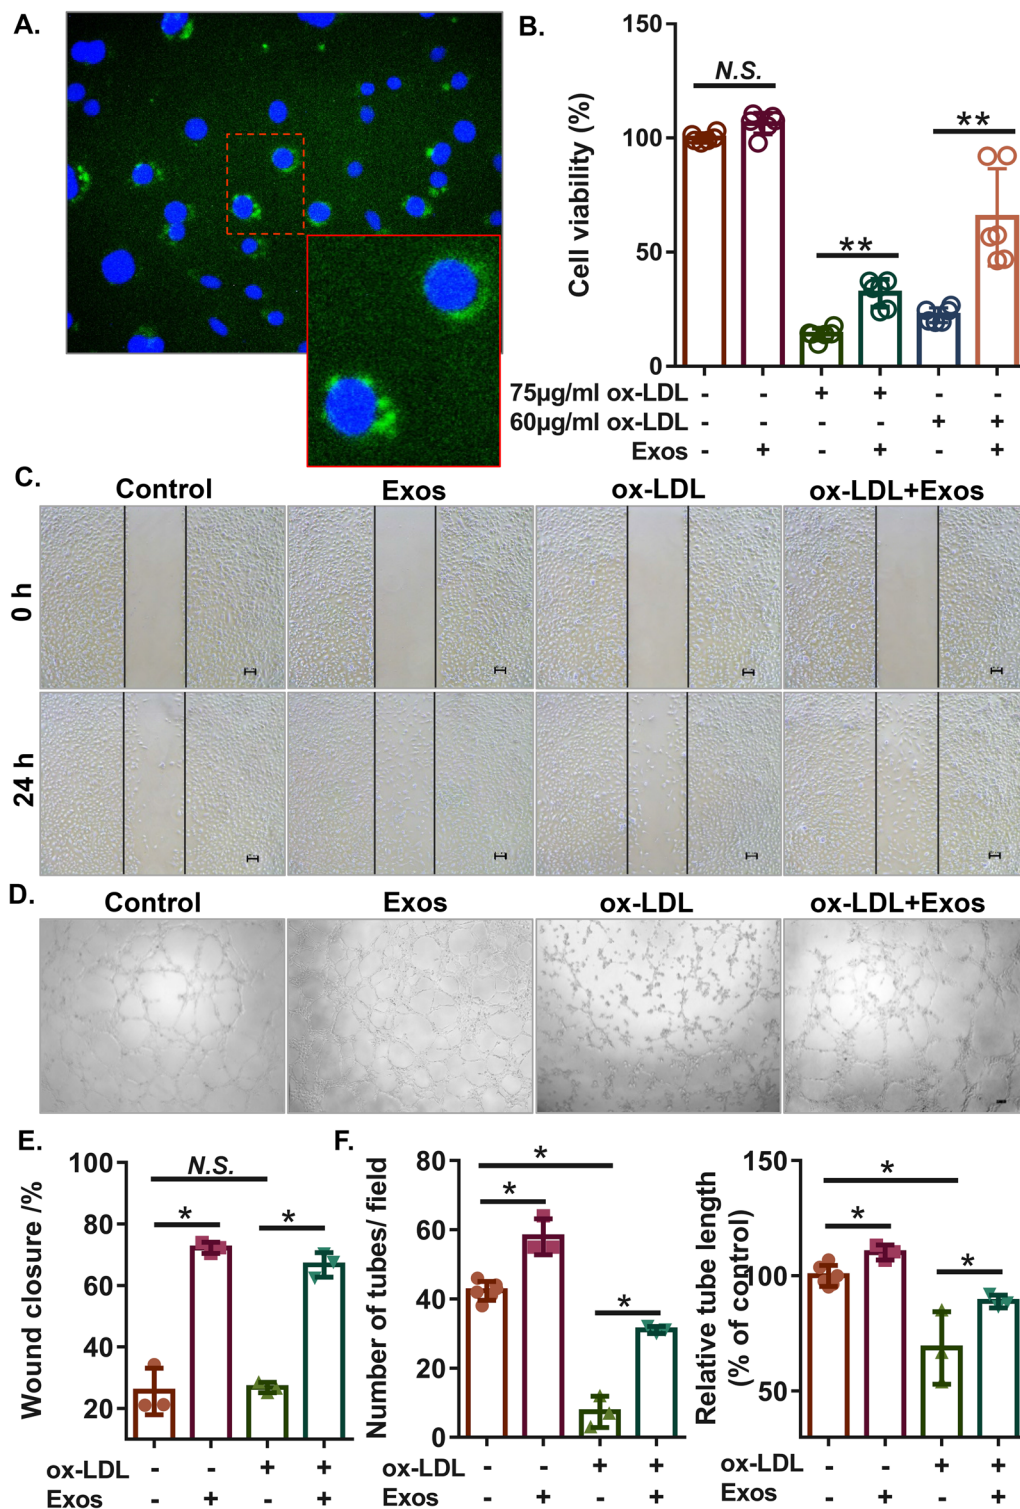 A.
B.
150
100
50
0
Cell viability (%)
N.S.
**
**
75µg/ml ox-LDL - - + + - -
60µg/ml ox-LDL - - - - + +
Exos - + - + - +
C.
Control Exos ox-LDL ox-LDL+Exos
0 h
24 h
D.
Control Exos ox-LDL ox-LDL+Exos
E.
100
80
60
40
20
Wound closure /%
N.S.
*
*
ox-LDL - - + +
Exos - + - +
F.
80
60
40
20
0
Number of tubes/ field
*
*
*
ox-LDL - - + +
Exos - + - +
150
100
50
Relative tube length
(% of control)
*
*
*
ox-LDL - - + +
Exos - + - +